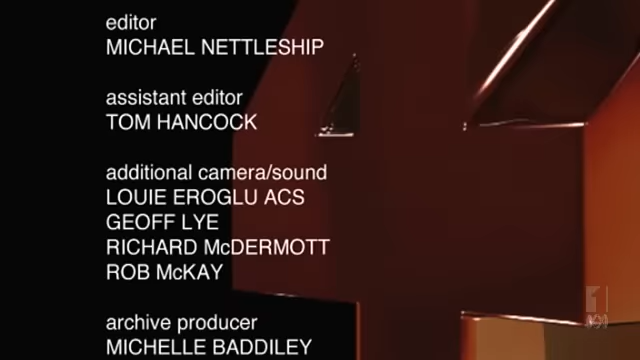 editor
MICHAEL NETTLESHIP
assistant editor
TOM HANCOCK
additional camera/sound
LOUIE EROGLU ACS
GEOFF LYE
RICHARD McDERMOTT
ROB McKAY
archive producer
MICHELLE BADDILEY
1